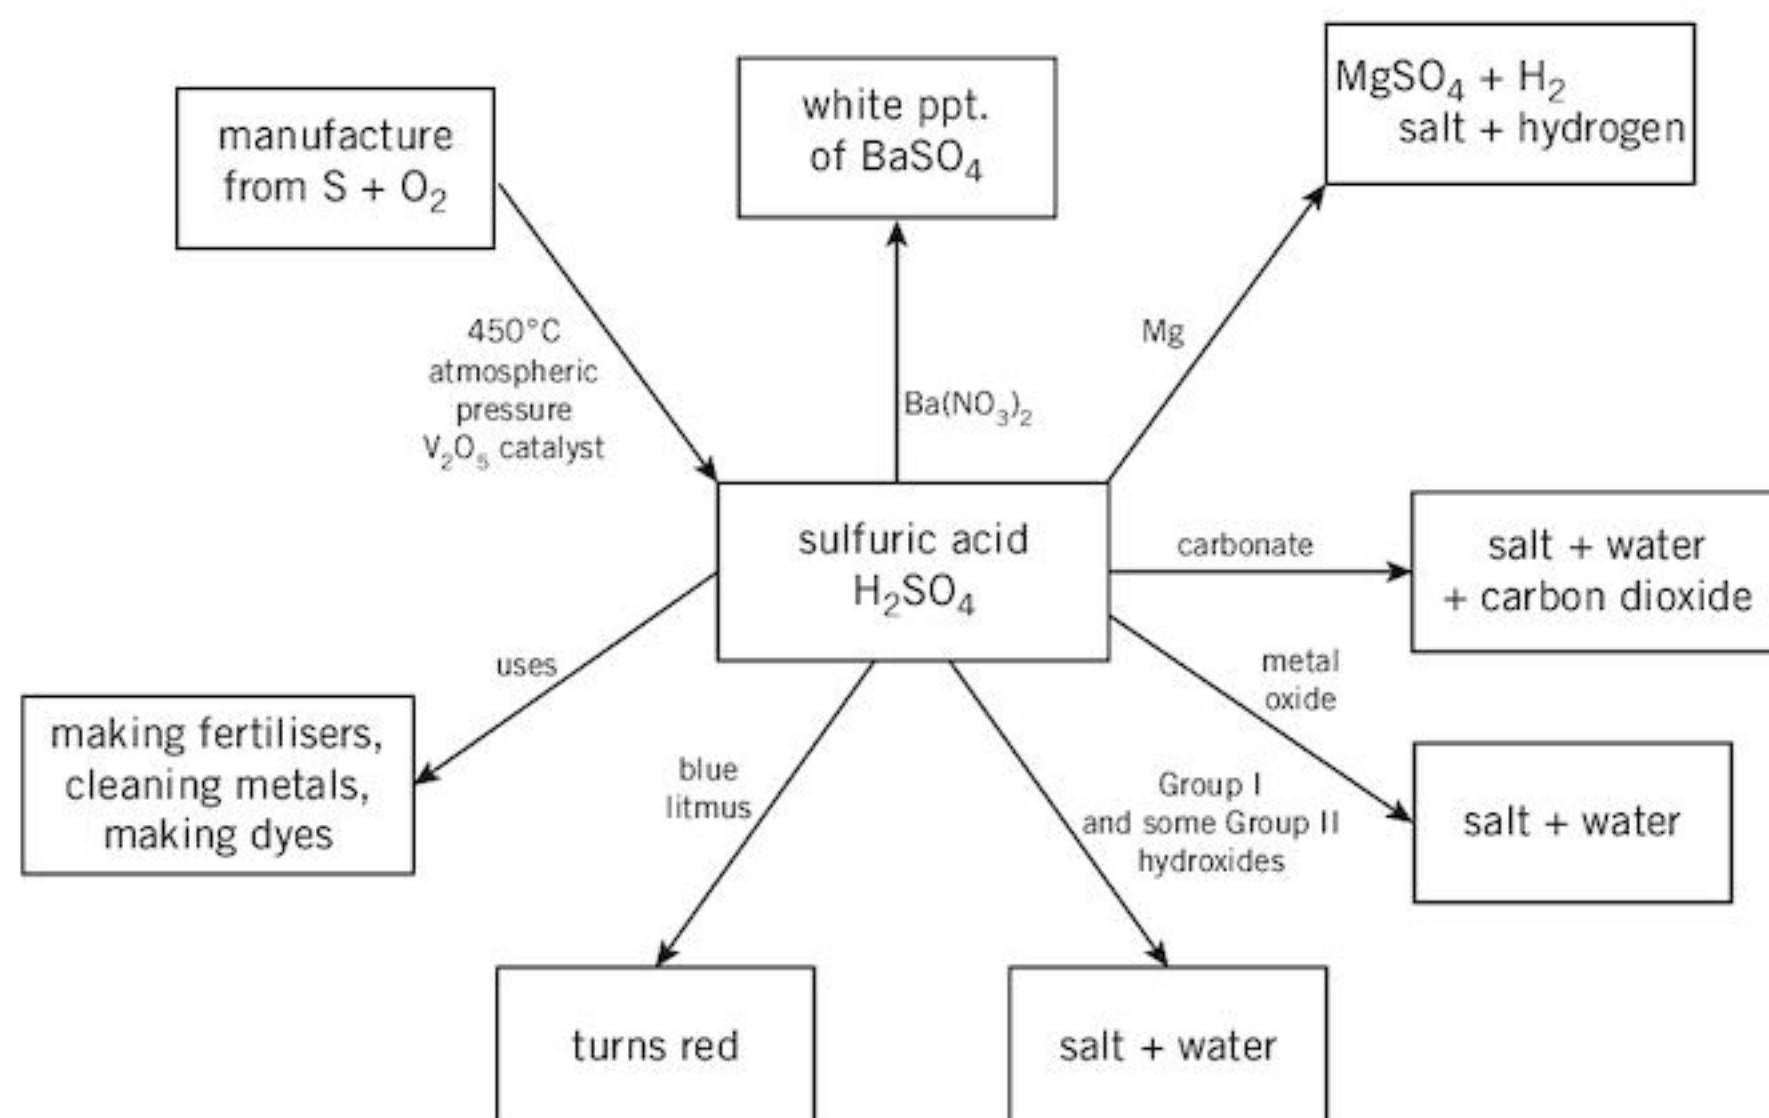 manufacture
from S + O₂
white ppt.
of BaSO₄
MgSO₄ + H₂
salt + hydrogen
450°C
atmospheric
pressure
V₂O₅ catalyst
Ba(NO₃)₂
Mg
sulfuric acid
H₂SO₄
carbonate
salt + water
+ carbon dioxide
uses
metal
oxide
making fertilisers,
cleaning metals,
making dyes
blue
litmus
Group I
and some Group II
hydroxides
salt + water
turns red
salt + water